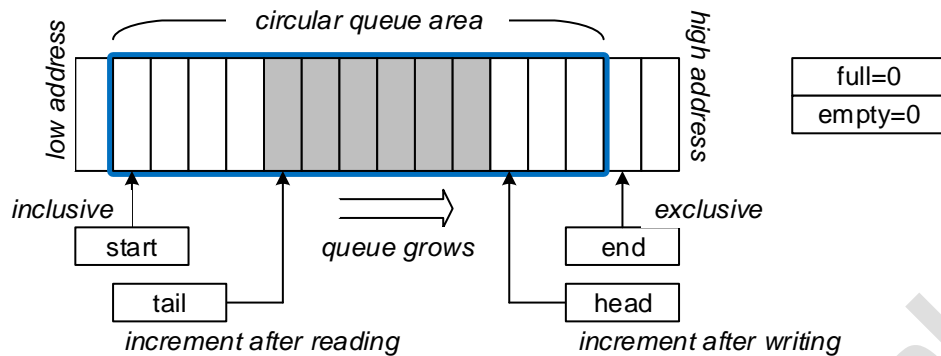 circular queue area
low address
high address
full=0
empty=0
inclusive
exclusive
start
queue grows
end
tail
head
increment after reading
increment after writing